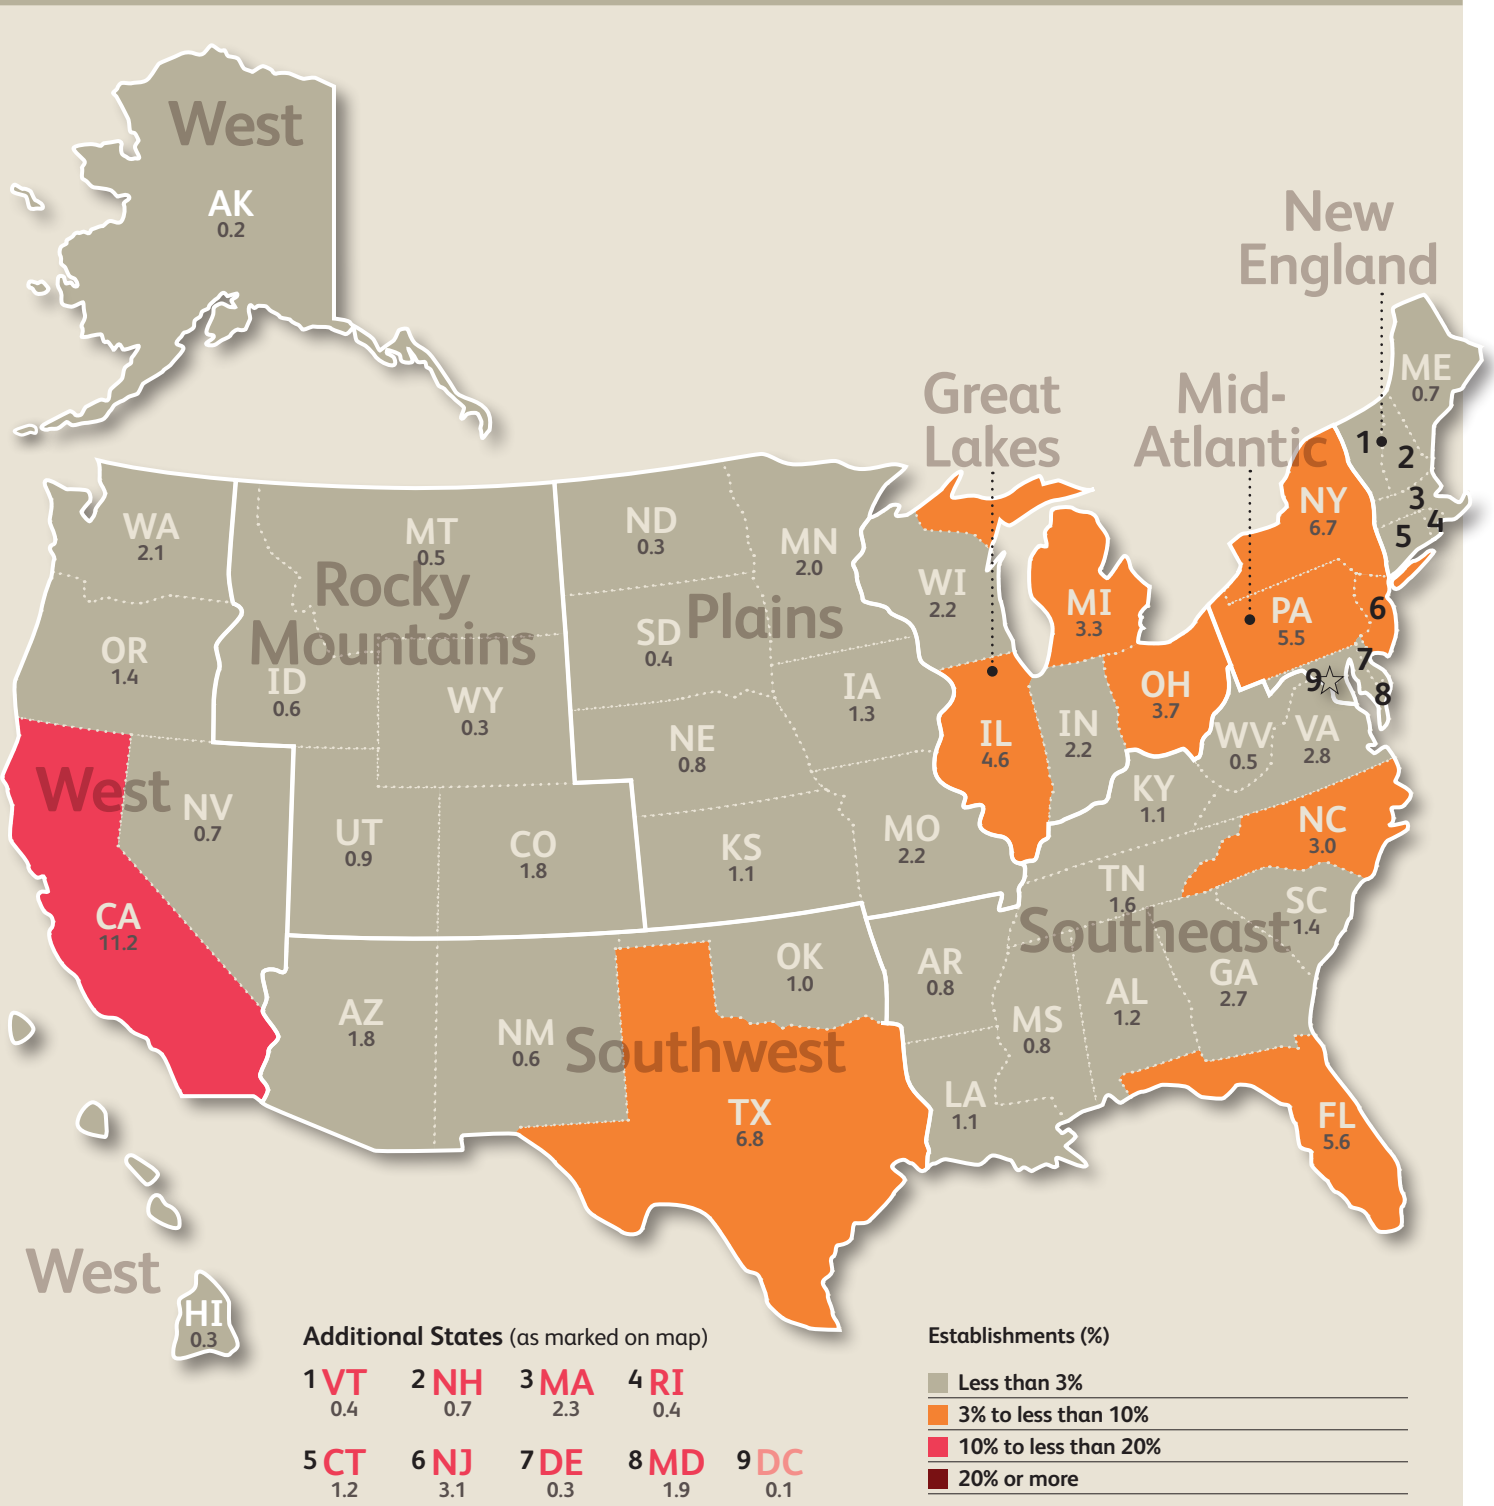 West
AK
0.2
New
England
ME
0.7
Great
Lakes
Mid-
Atlantic
1
2
3
4
5
NY
6.7
WA
2.1
MT
0.5
ND
0.3
MN
2.0
Rocky
Mountains
Plains
WI
2.2
MI
3.3
PA
5.5
6
7
8
9
OR
1.4
ID
0.6
WY
0.3
SD
0.4
IA
1.3
NE
0.8
IL
4.6
IN
2.2
OH
3.7
WV
0.5
VA
2.8
West
NV
0.7
UT
0.9
CO
1.8
KS
1.1
MO
2.2
KY
1.1
NC
3.0
CA
11.2
TN
1.6
SC
1.4
Southeast
AZ
1.8
NM
0.6
OK
1.0
AR
0.8
MS
0.8
AL
1.2
GA
2.7
Southwest
TX
6.8
LA
1.1
FL
5.6
West
HI
0.3
Additional States (as marked on map)
1 VT 2 NH 3 MA 4 RI
0.4 0.7 2.3 0.4
5 CT 6 NJ 7 DE 8 MD 9 DC
1.2 3.1 0.3 1.9 0.1
Establishments (%)
Less than 3%
3% to less than 10%
10% to less than 20%
20% or more